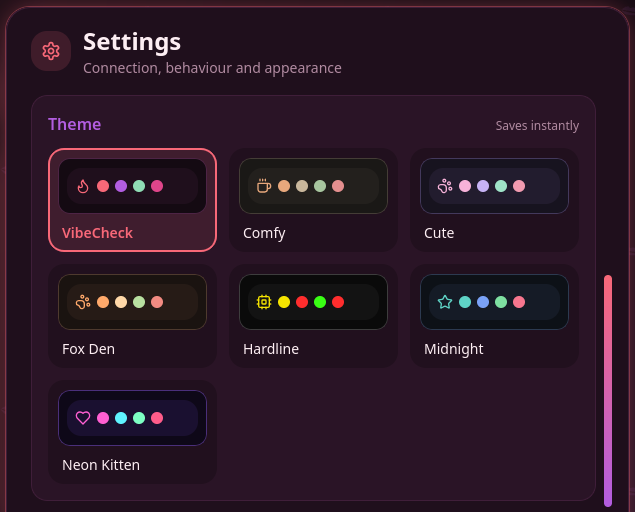 Settings
Connection, behaviour and appearance
Theme
Saves instantly
VibeCheck
Comfy
Cute
Fox Den
Hardline
Midnight
Neon Kitten